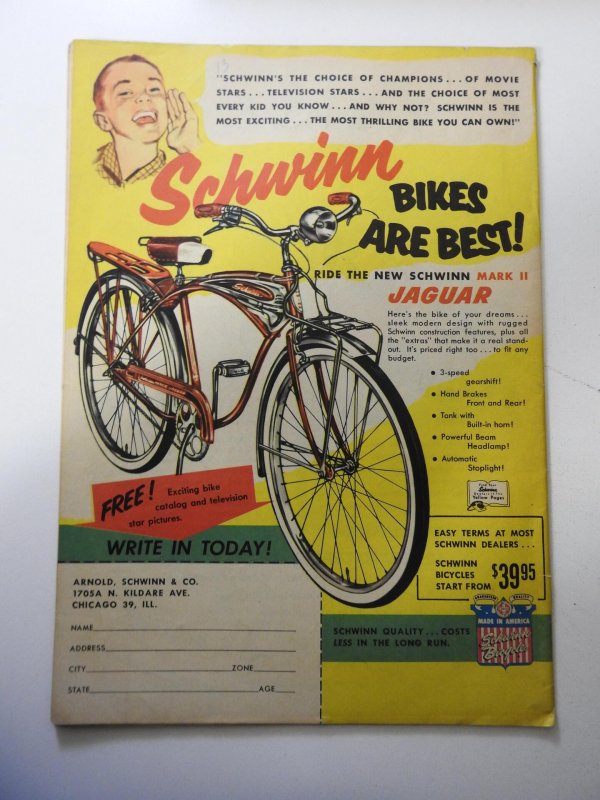 13
"SCHWINN'S THE CHOICE OF CHAMPIONS...OF MOVIE
STARS...TELEVISION STARS...AND THE CHOICE OF MOST
EVERY KID YOU KNOW...AND WHY NOT? SCHWINN IS THE
MOST EXCITING...THE MOST THRILLING BIKE YOU CAN OWN!"
Schwinn
BIKES
ARE BEST!
RIDE THE NEW SCHWINN MARK II
JAGUAR
Here's the bike of your dreams...
sleek modern design with rugged
Schwinn construction features, plus all
the "extras" that make it a real stand-
out. It's priced right too...to fit any
budget.
• 3-speed
gearshift!
• Hand Brakes
Front and Rear!
• Tank with
Built-in horn!
• Powerful Beam
Headlamp!
• Automatic
Stoplight!
Schwinn
Yellow Pages
FREE! Exciting bike
catalog and television
star pictures.
WRITE IN TODAY!
EASY TERMS AT MOST
SCHWINN DEALERS...
SCHWINN
BICYCLES
START FROM $39.95
ARNOLD, SCHWINN & CO.
1705A N. KILDARE AVE.
CHICAGO 39, ILL.
NAME
ADDRESS
CITY ZONE
STATE AGE
SCHWINN QUALITY...COSTS
LESS IN THE LONG RUN.
MADE IN AMERICA
Schwinn
Bicycles